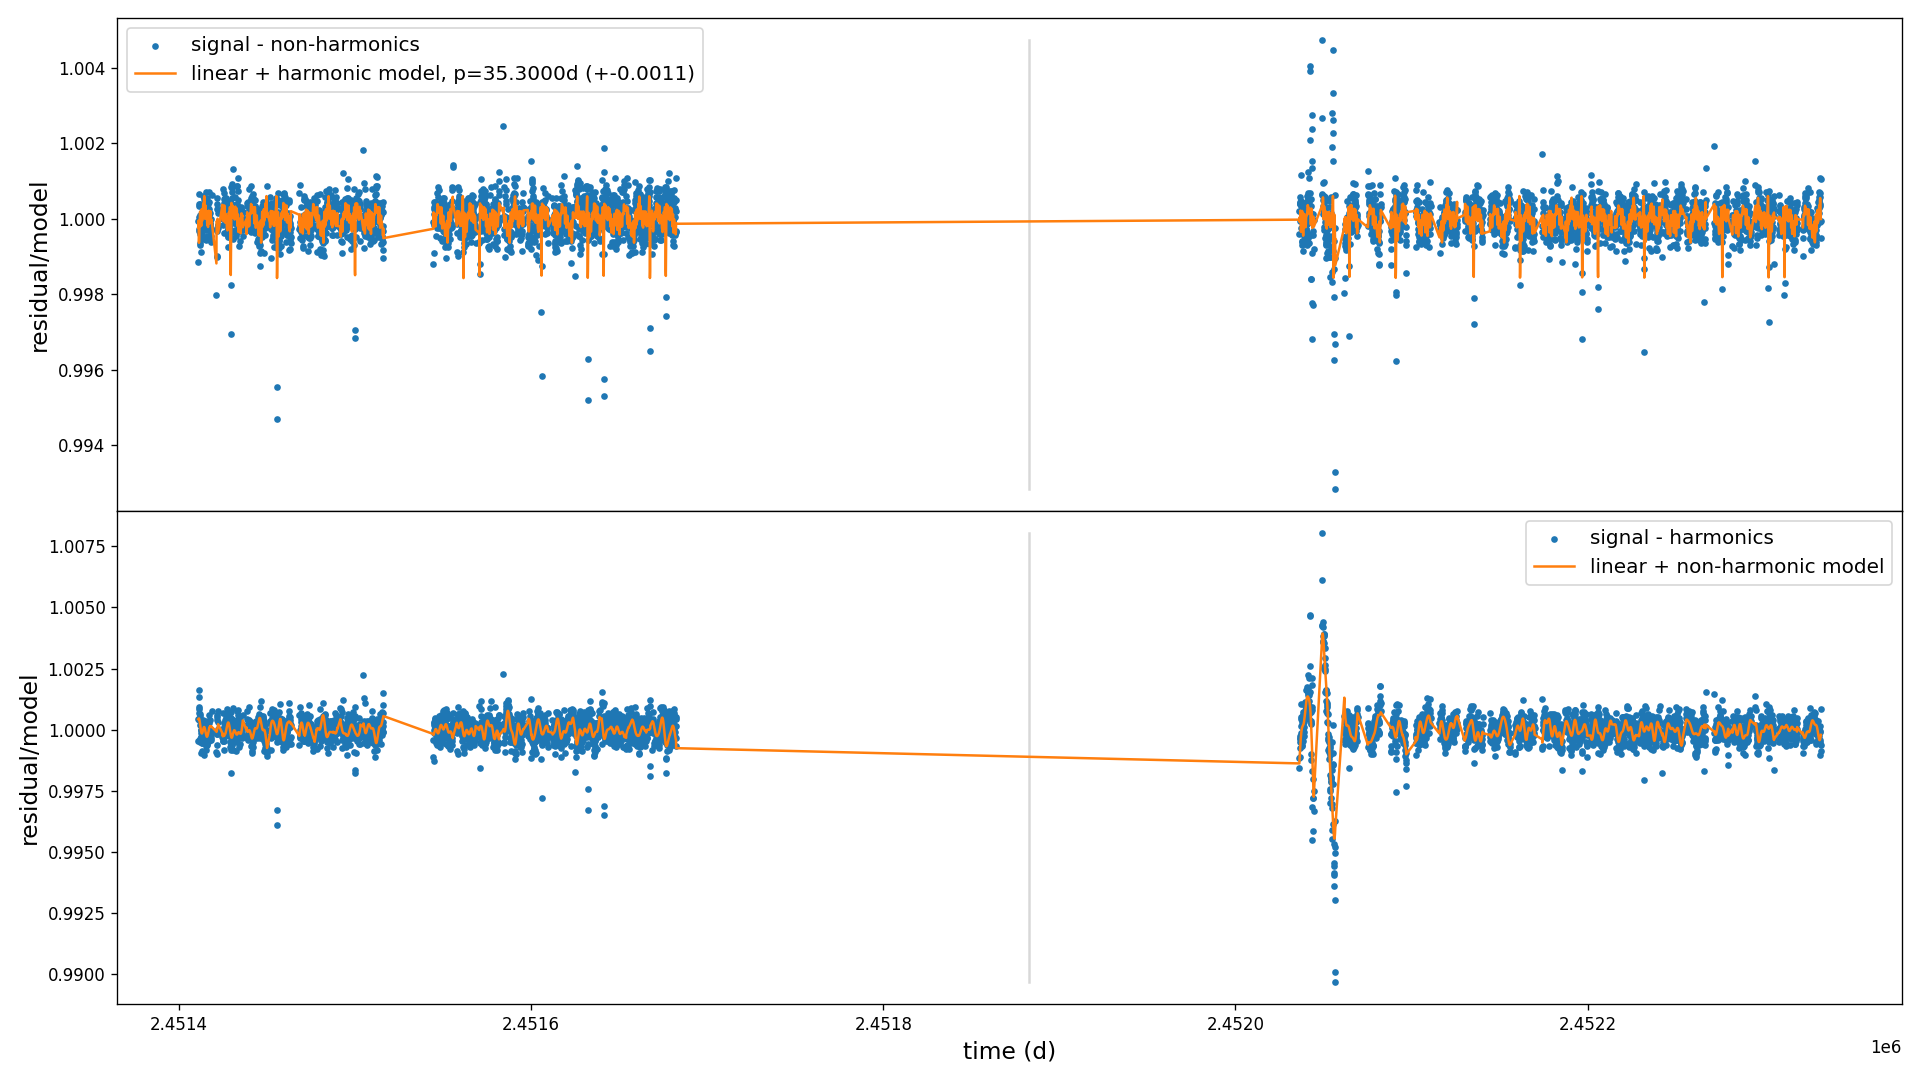 signal - non-harmonics
linear + harmonic model, p=35.3000d (+-0.0011)
1.004
1.002
1.000
0.998
0.996
0.994
residual/model
signal - harmonics
linear + non-harmonic model
1.0075
1.0050
1.0025
1.0000
0.9975
0.9950
0.9925
0.9900
residual/model
2.4514
2.4516
2.4518
2.4520
2.4522
1e6
time (d)